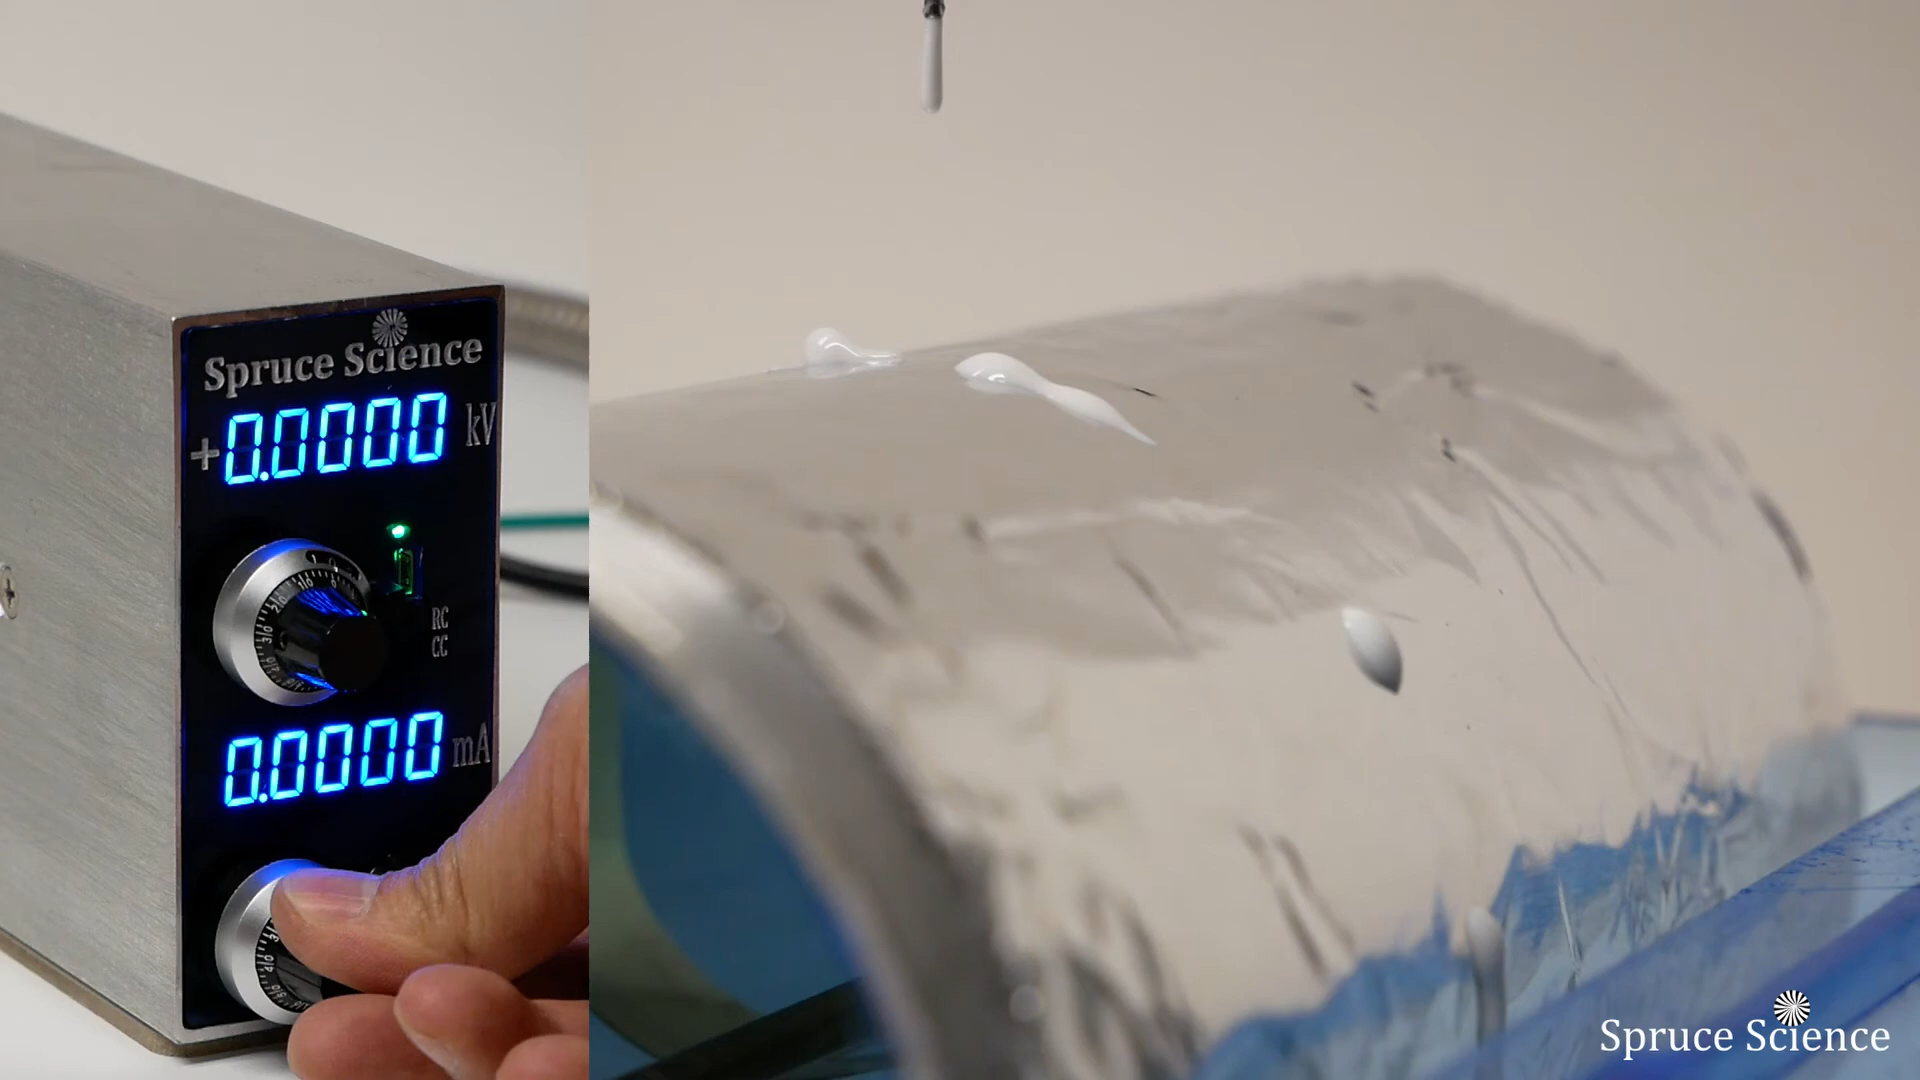 Spruce Science
+0.0000 kV
RC
CC
0.0000 mA
Spruce Science